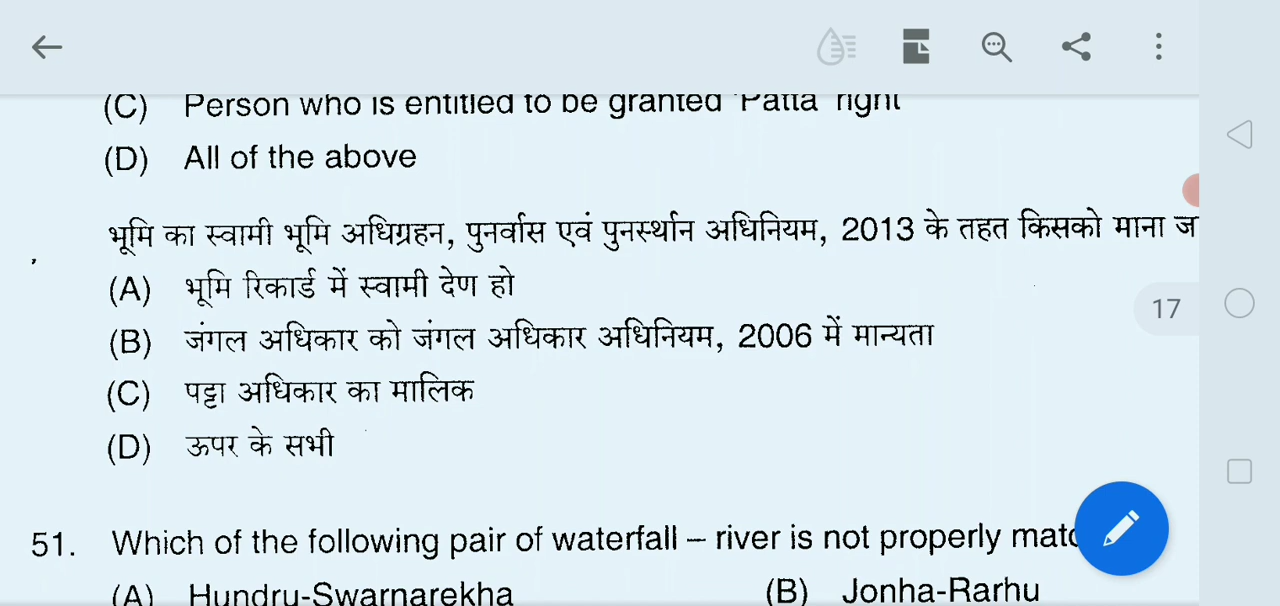 (C) Person who is entitled to be granted 'Patta' right
(D) All of the above
भूमि का स्वामी भूमि अधिग्रहन, पुनर्वास एवं पुनर्स्थान अधिनियम, 2013 के तहत किसको माना ज
(A) भूमि रिकार्ड में स्वामी देण हो
(B) जंगल अधिकार को जंगल अधिकार अधिनियम, 2006 में मान्यता
17
(C) पट्टा अधिकार का मालिक
(D) ऊपर के सभी
51. Which of the following pair of waterfall – river is not properly matc
(A) Hundru-Swarnarekha (B) Jonha-Rarhu